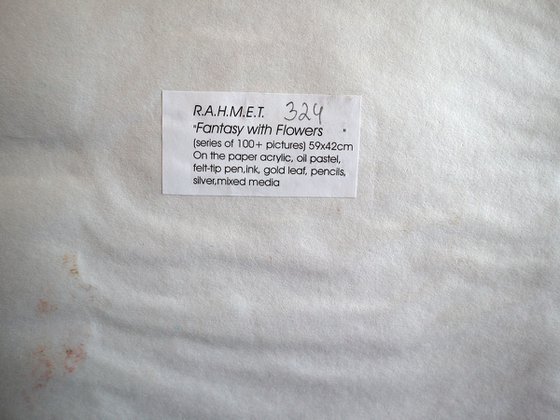 R.A.H.M.E.T. 324
"Fantasy with Flowers "
(series of 100+ pictures) 59x42cm
On the paper acrylic, oil pastel,
felt-tip pen,ink, gold leaf, pencils,
silver,mixed media